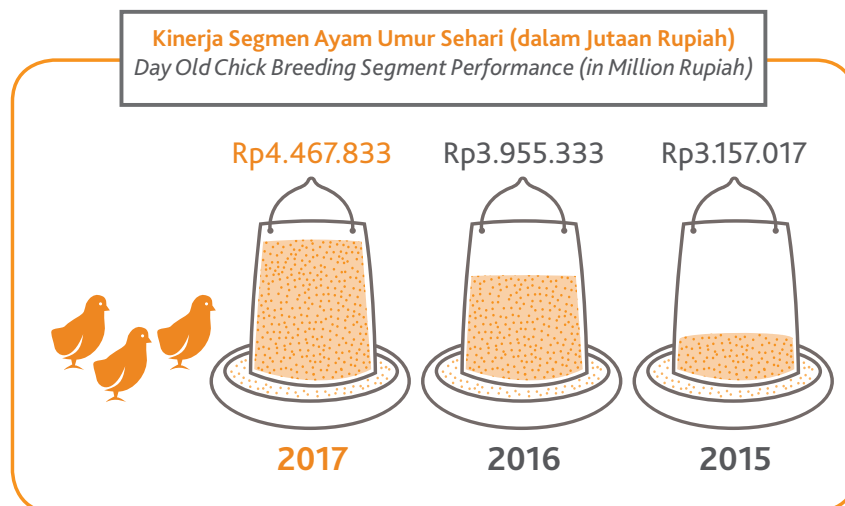 Kinerja Segmen Ayam Umur Sehari (dalam Jutaan Rupiah)
Day Old Chick Breeding Segment Performance (in Million Rupiah)
Rp4.467.833 Rp3.955.333 Rp3.157.017
2017 2016 2015